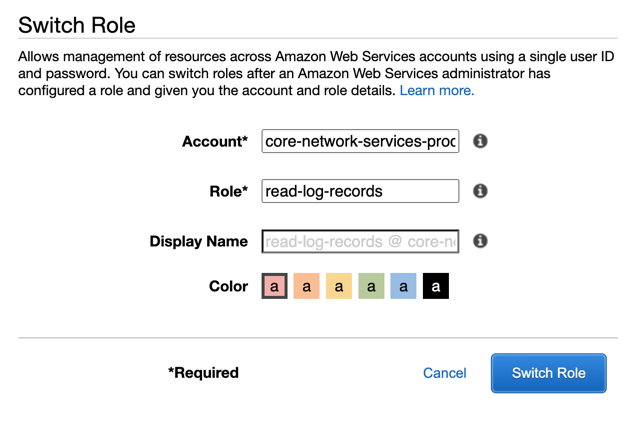 Switch Role
Allows management of resources across Amazon Web Services accounts using a single user ID
and password. You can switch roles after an Amazon Web Services administrator has
configured a role and given you the account and role details. Learn more.
Account* core-network-services-proc
Role* read-log-records
Display Name read-log-records @ core-n
Color a a a a a a
*Required Cancel Switch Role